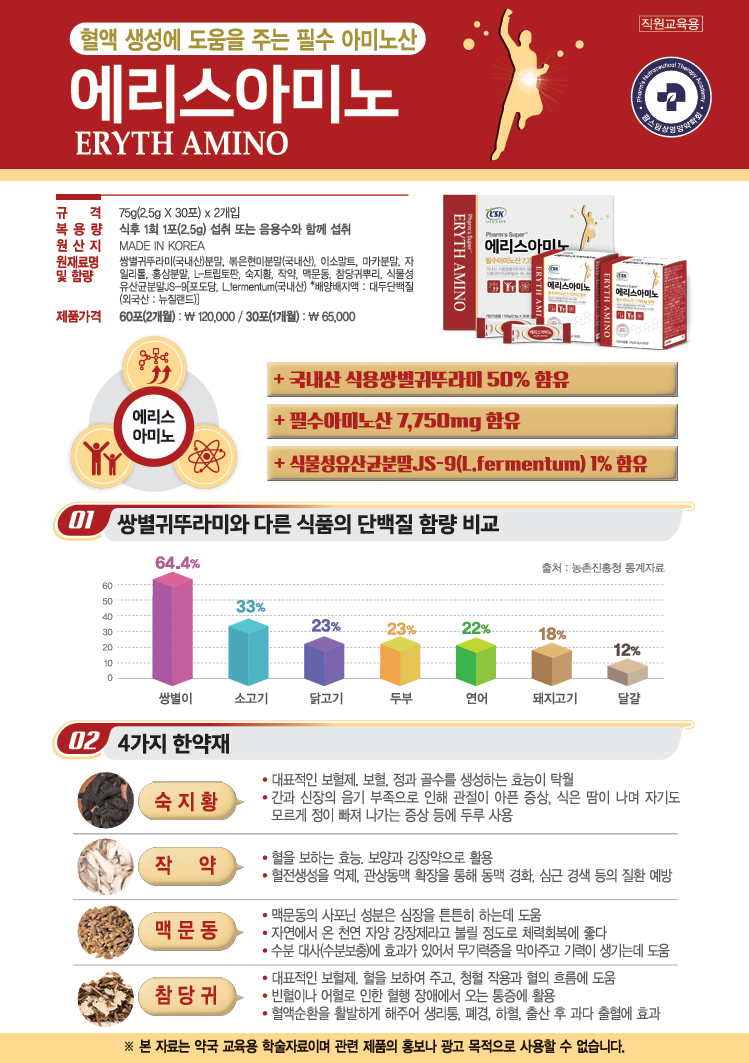 혈액 생성에 도움을 주는 필수 아미노산
직원교육용
에리스아미노
ERYTH AMINO
Pharm's Nutraceutical Therapy Academy
팜스임상영양약학회
규 격 75g(2.5g X 30포) x 2개입
복 용 량 식후 1회 1포(2.5g) 섭취 또는 음용수와 함께 섭취
원 산 지 MADE IN KOREA
원재료명 및 함량 쌍별귀뚜라미(국내산)분말, 볶은현미분말(국내산), 이소말트, 마카분말, 자
일리톨, 홍삼분말, L-트립토판, 숙지황, 작약, 맥문동, 참당귀뿌리, 식물성
유산균분말JS-9[포도당, L.fermentum(국내산) *배양배지액 : 대두단백질
(외국산 : 뉴질랜드)]
제품가격 60포(2개월) : ₩ 120,000 / 30포(1개월) : ₩ 65,000
LSK
Pharm's Super
에리스아미노
ERYTH AMINO
에리스아미노
ERYTH AMINO
에리스아미노
ERYTH AMINO
에리스아미노
에리스
아미노
+ 국내산 식용쌍별귀뚜라미 50% 함유
+ 필수아미노산 7,750mg 함유
+ 식물성유산균분말JS-9(L.fermentum) 1% 함유
01 쌍별귀뚜라미와 다른 식품의 단백질 함량 비교
출처 : 농촌진흥청 통계자료
64.4% 33% 23% 23% 22% 18% 12%
60
50
40
30
20
10
0
쌍별이 소고기 닭고기 두부 연어 돼지고기 달걀
02 4가지 한약재
숙 지 황
• 대표적인 보혈제. 보혈, 정과 골수를 생성하는 효능이 탁월
• 간과 신장의 음기 부족으로 인해 관절이 아픈 증상, 식은 땀이 나며 자기도
모르게 정이 빠져 나가는 증상 등에 두루 사용
작 약
• 혈을 보하는 효능. 보양과 강장약으로 활용
• 혈전생성을 억제, 관상동맥 확장을 통해 동맥 경화, 심근 경색 등의 질환 예방
맥 문 동
• 맥문동의 사포닌 성분은 심장을 튼튼히 하는데 도움
• 자연에서 온 천연 자양 강장제라고 불릴 정도로 체력회복에 좋다
• 수분 대사(수분보충)에 효과가 있어서 무기력증을 막아주고 기력이 생기는데 도움
참 당 귀
• 대표적인 보혈제. 혈을 보하여 주고, 청혈 작용과 혈의 흐름에 도움
• 빈혈이나 어혈로 인한 혈행 장애에서 오는 통증에 활용
• 혈액순환을 활발하게 해주어 생리통, 폐경, 하혈, 출산 후 과다 출혈에 효과
※ 본 자료는 약국 교육용 학술자료이며 관련 제품의 홍보나 광고 목적으로 사용할 수 없습니다.